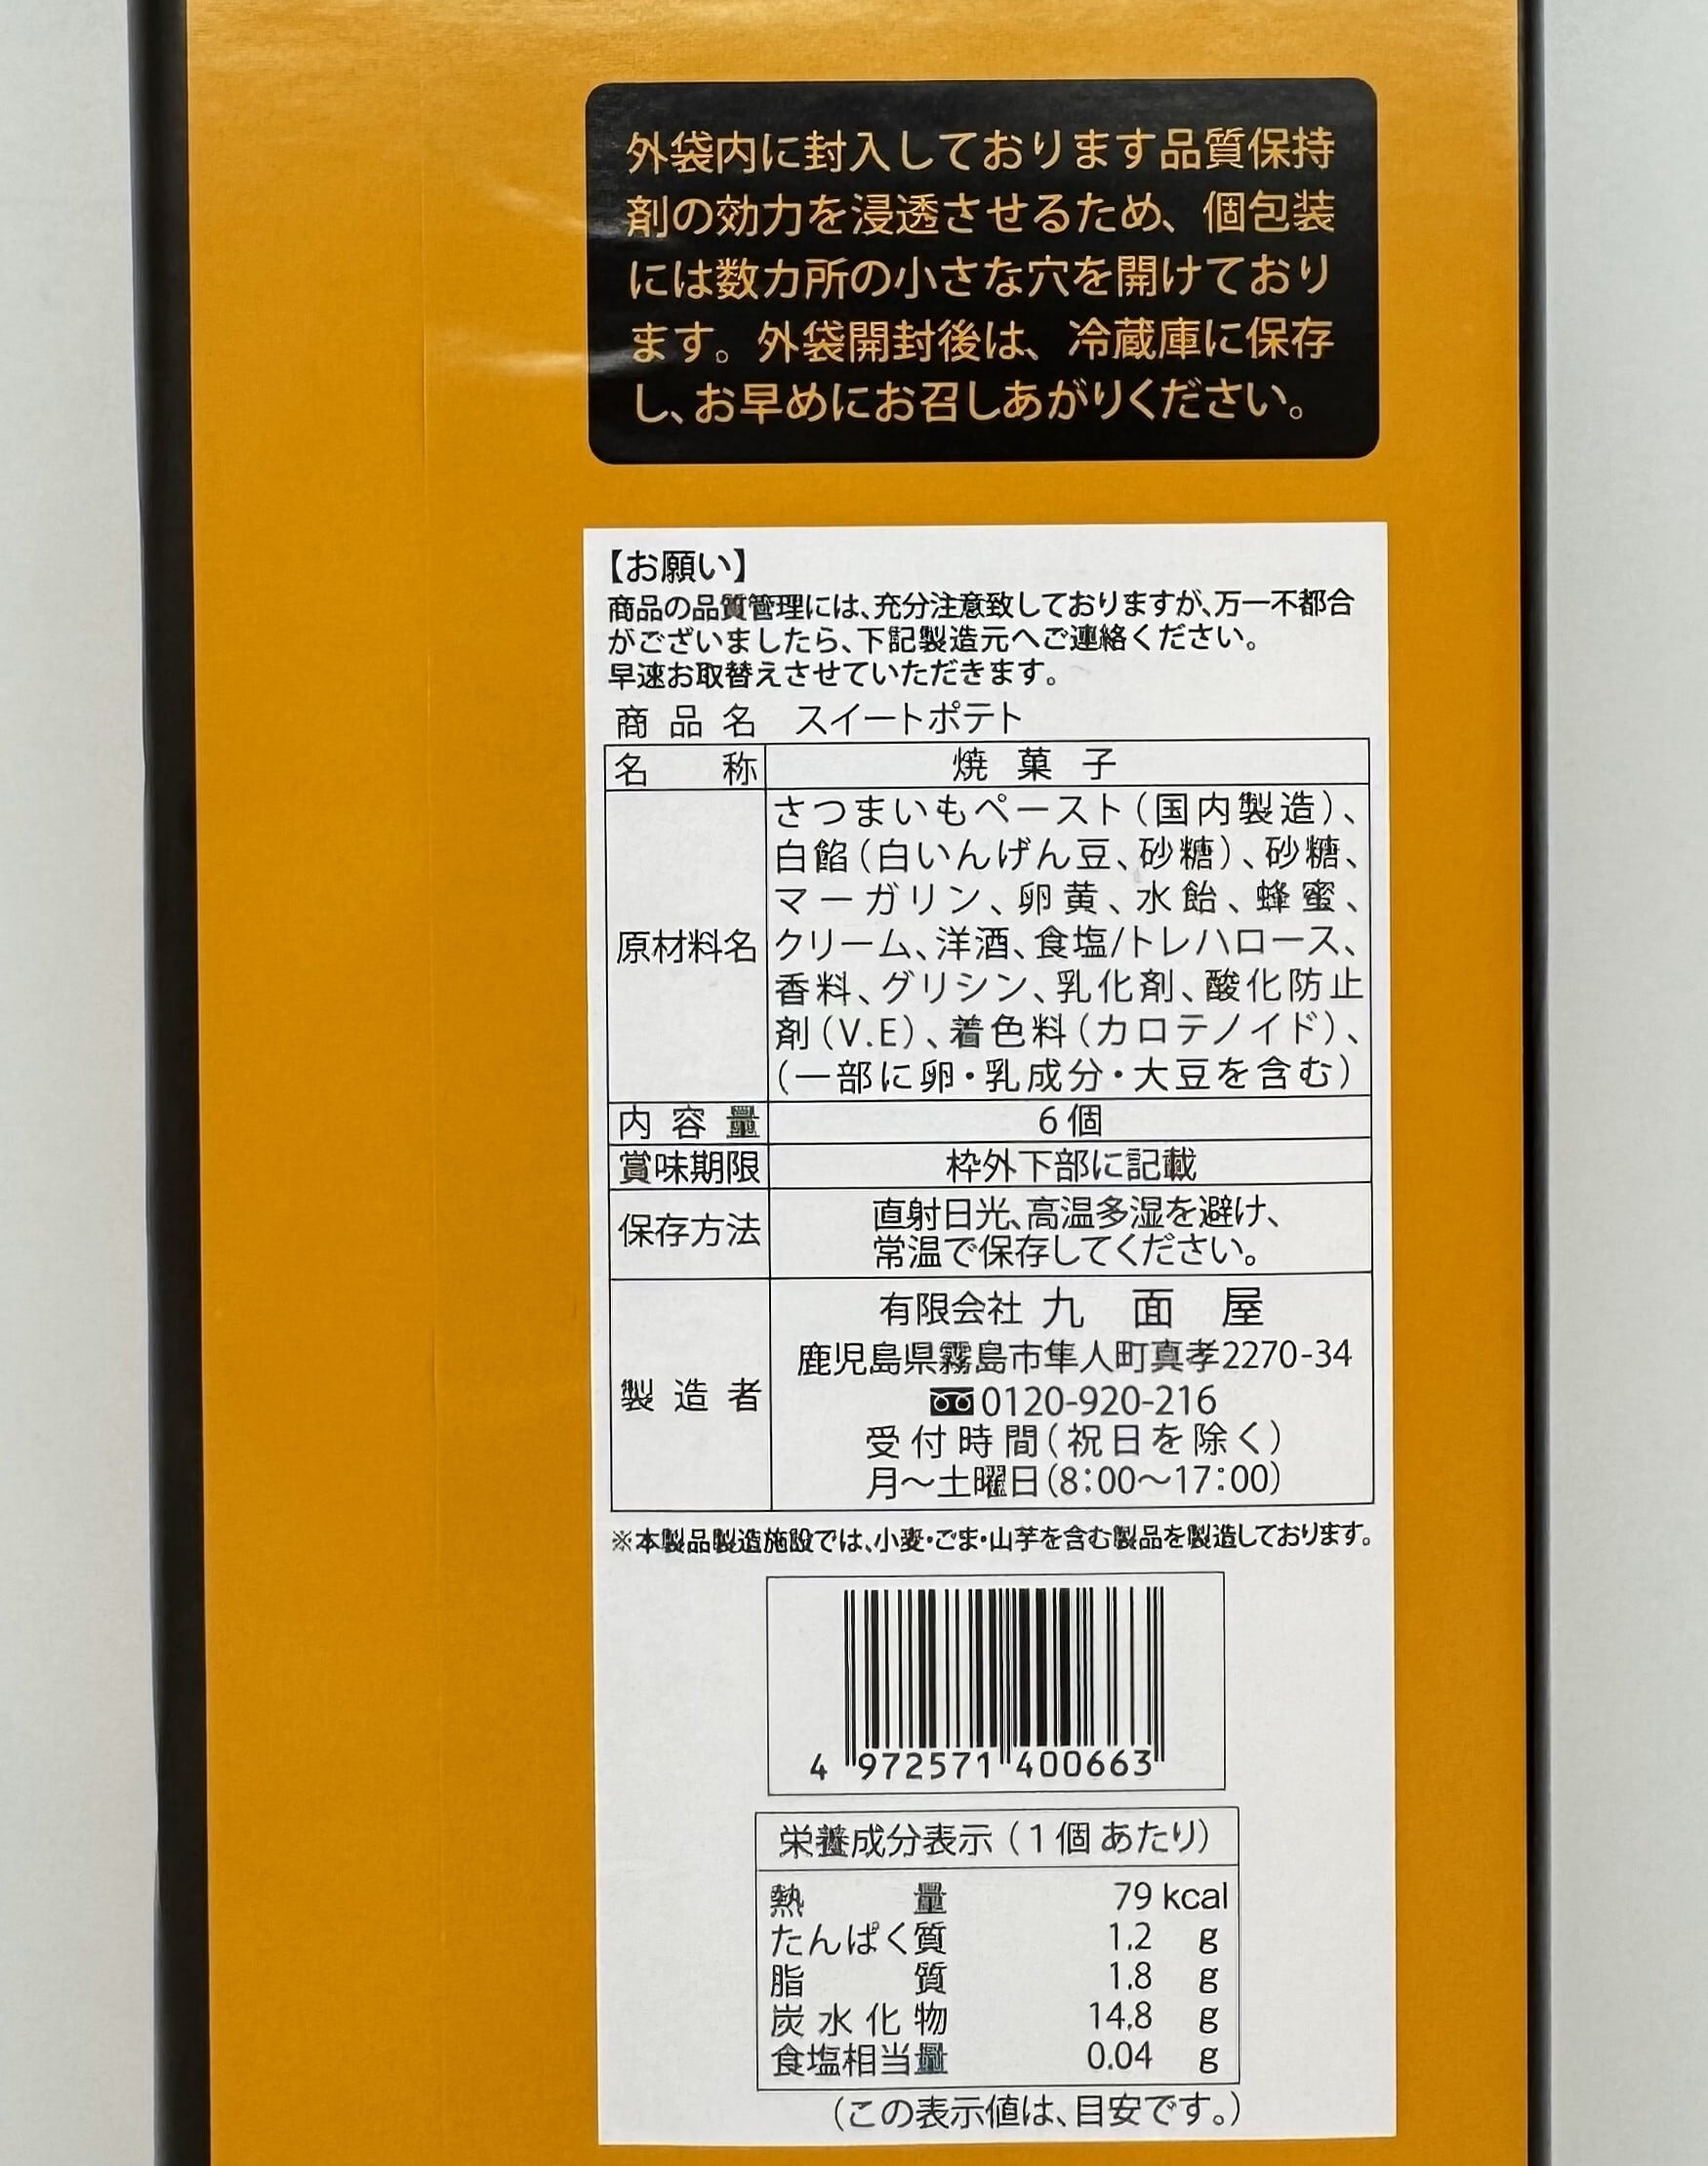 外袋内に封入しております品質保持
剤の効力を浸透させるため、個包装
には数カ所の小さな穴を開けており
ます。外袋開封後は、冷蔵庫に保存
し、お早めにお召しあがりください。
【お願い】
商品の品質管理には、充分注意致しておりますが、万一不都合
がございましたら、下記製造元へご連絡ください。
早速お取替えさせていただきます。
商品名 スイートポテト
名称 焼菓子
原材料名 さつまいもペースト(国内製造)、
白餡(白いんげん豆、砂糖)、砂糖、
マーガリン、卵黄、水飴、蜂蜜、
クリーム、洋酒、食塩/トレハロース、
香料、グリシン、乳化剤、酸化防止
剤(V.E)、着色料(カロテノイド)、
(一部に卵・乳成分・大豆を含む)
内容量 6個
賞味期限 枠外下部に記載
保存方法 直射日光、高温多湿を避け、
常温で保存してください。
製造者 有限会社 九面屋
鹿児島県霧島市隼人町真孝2270-34
0120-920-216
受付時間(祝日を除く)
月〜土曜日(8:00〜17:00)
※本製品製造施設では、小麦・ごま・山芋を含む製品を製造しております。
4 972571 400663
栄養成分表示(1個あたり)
熱量 79 kcal
たんぱく質 1.2 g
脂質 1.8 g
炭水化物 14.8 g
食塩相当量 0.04 g
(この表示値は、目安です。)